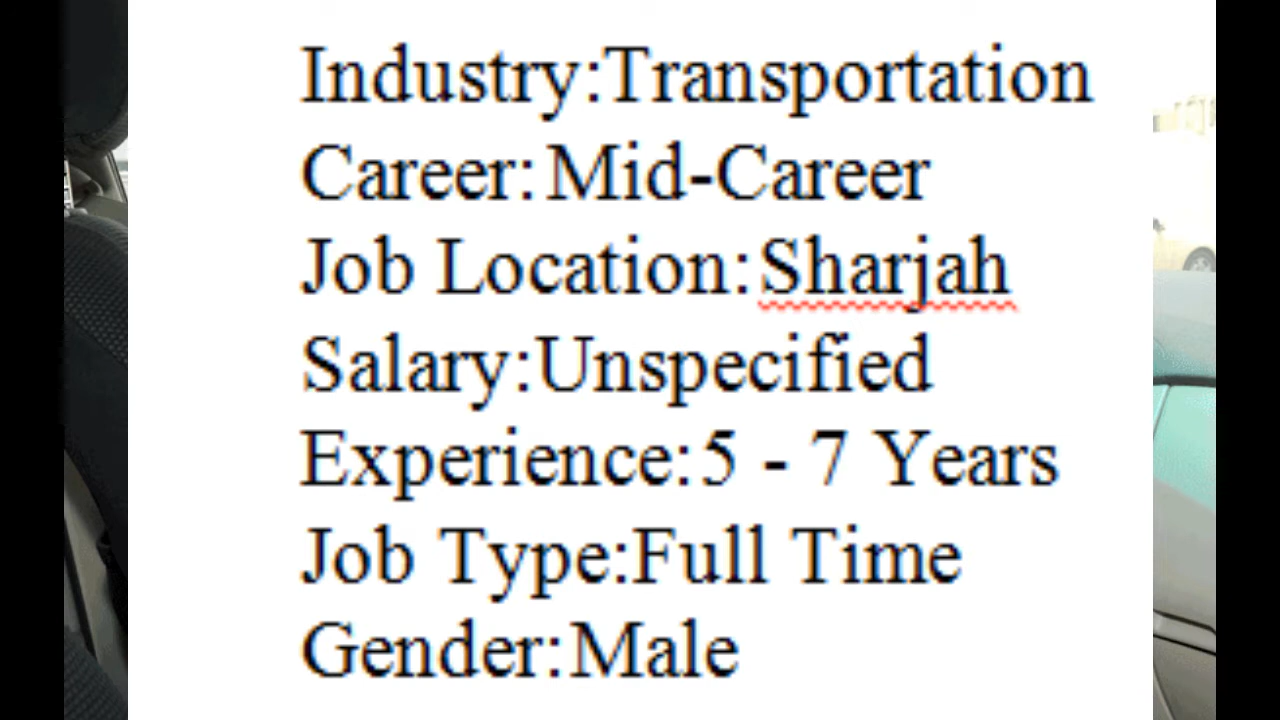 Industry:Transportation
Career:Mid-Career
Job Location:Sharjah
Salary:Unspecified
Experience:5 - 7 Years
Job Type:Full Time
Gender:Male